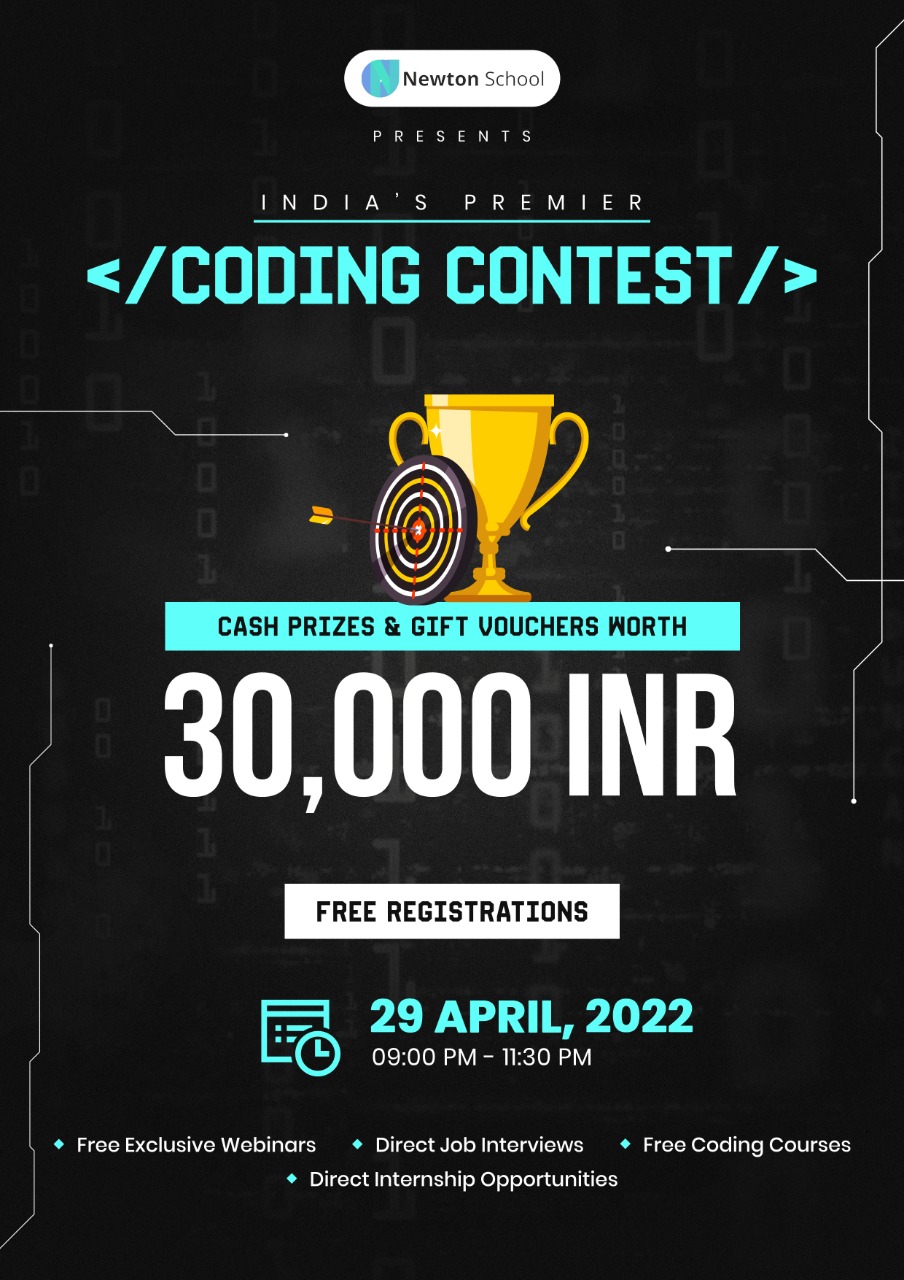 Newton School
PRESENTS
INDIA'S PREMIER
</CODING CONTEST/>
CASH PRIZES & GIFT VOUCHERS WORTH
30,000 INR
FREE REGISTRATIONS
29 APRIL, 2022
09:00 PM - 11:30 PM
Free Exclusive Webinars
Direct Job Interviews
Free Coding Courses
Direct Internship Opportunities